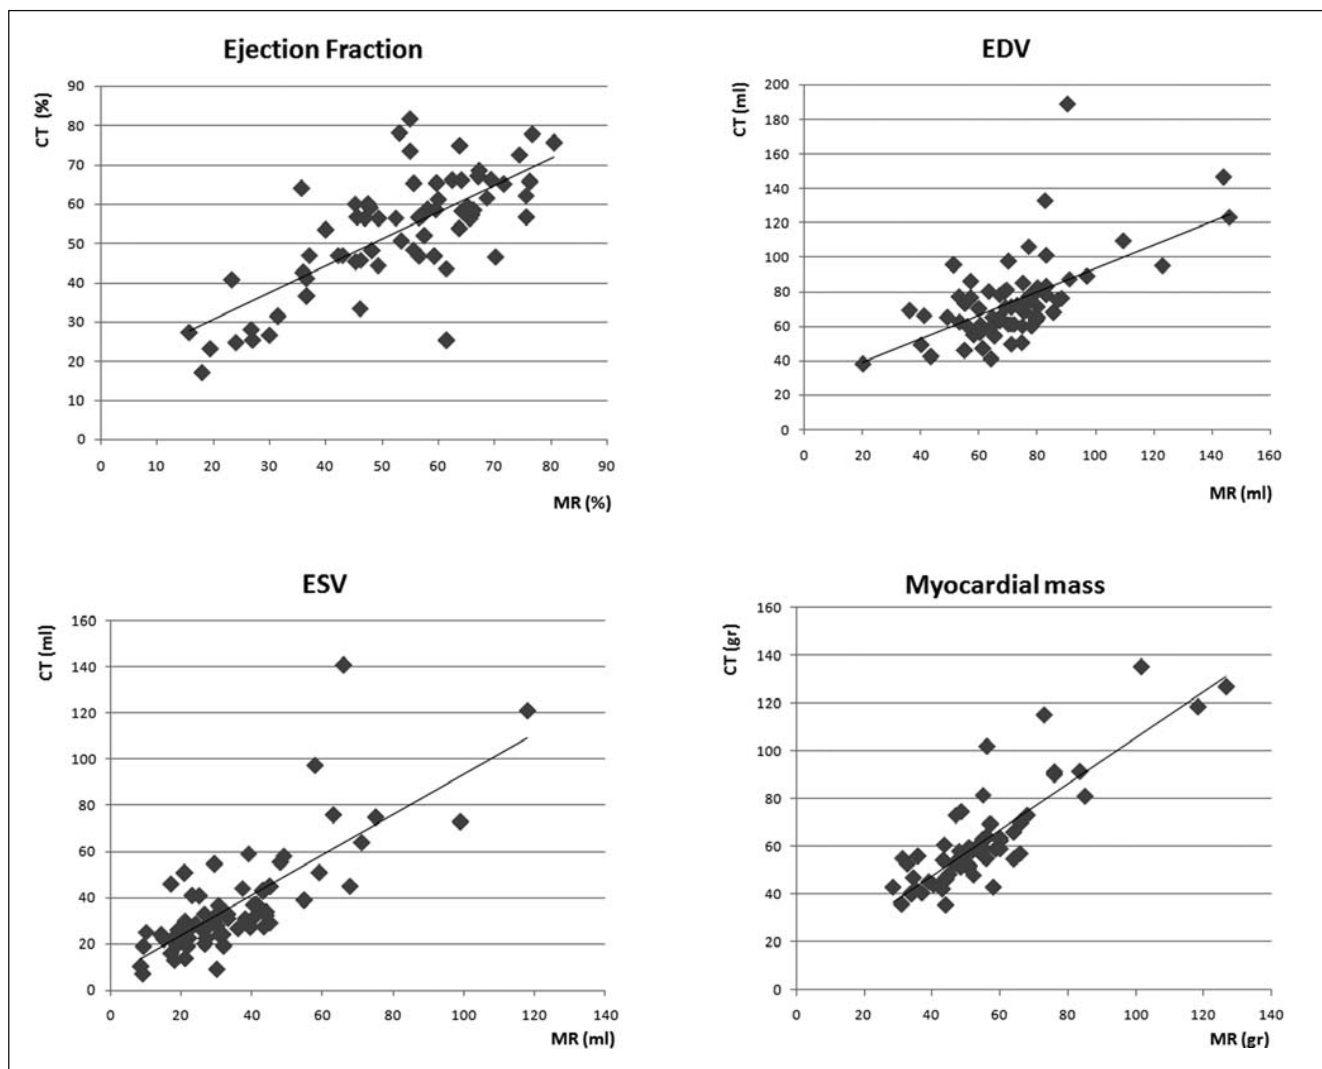 Ejection Fraction
CT (%)
90
80
70
60
50
40
30
20
10
0
0 10 20 30 40 50 60 70 80 90
MR (%)
EDV
CT (ml)
200
180
160
140
120
100
80
60
40
20
0
0 20 40 60 80 100 120 140 160
MR (ml)
ESV
CT (ml)
160
140
120
100
80
60
40
20
0
0 20 40 60 80 100 120 140
MR (ml)
Myocardial mass
CT (gr)
160
140
120
100
80
60
40
20
0
0 20 40 60 80 100 120 140
MR (gr)